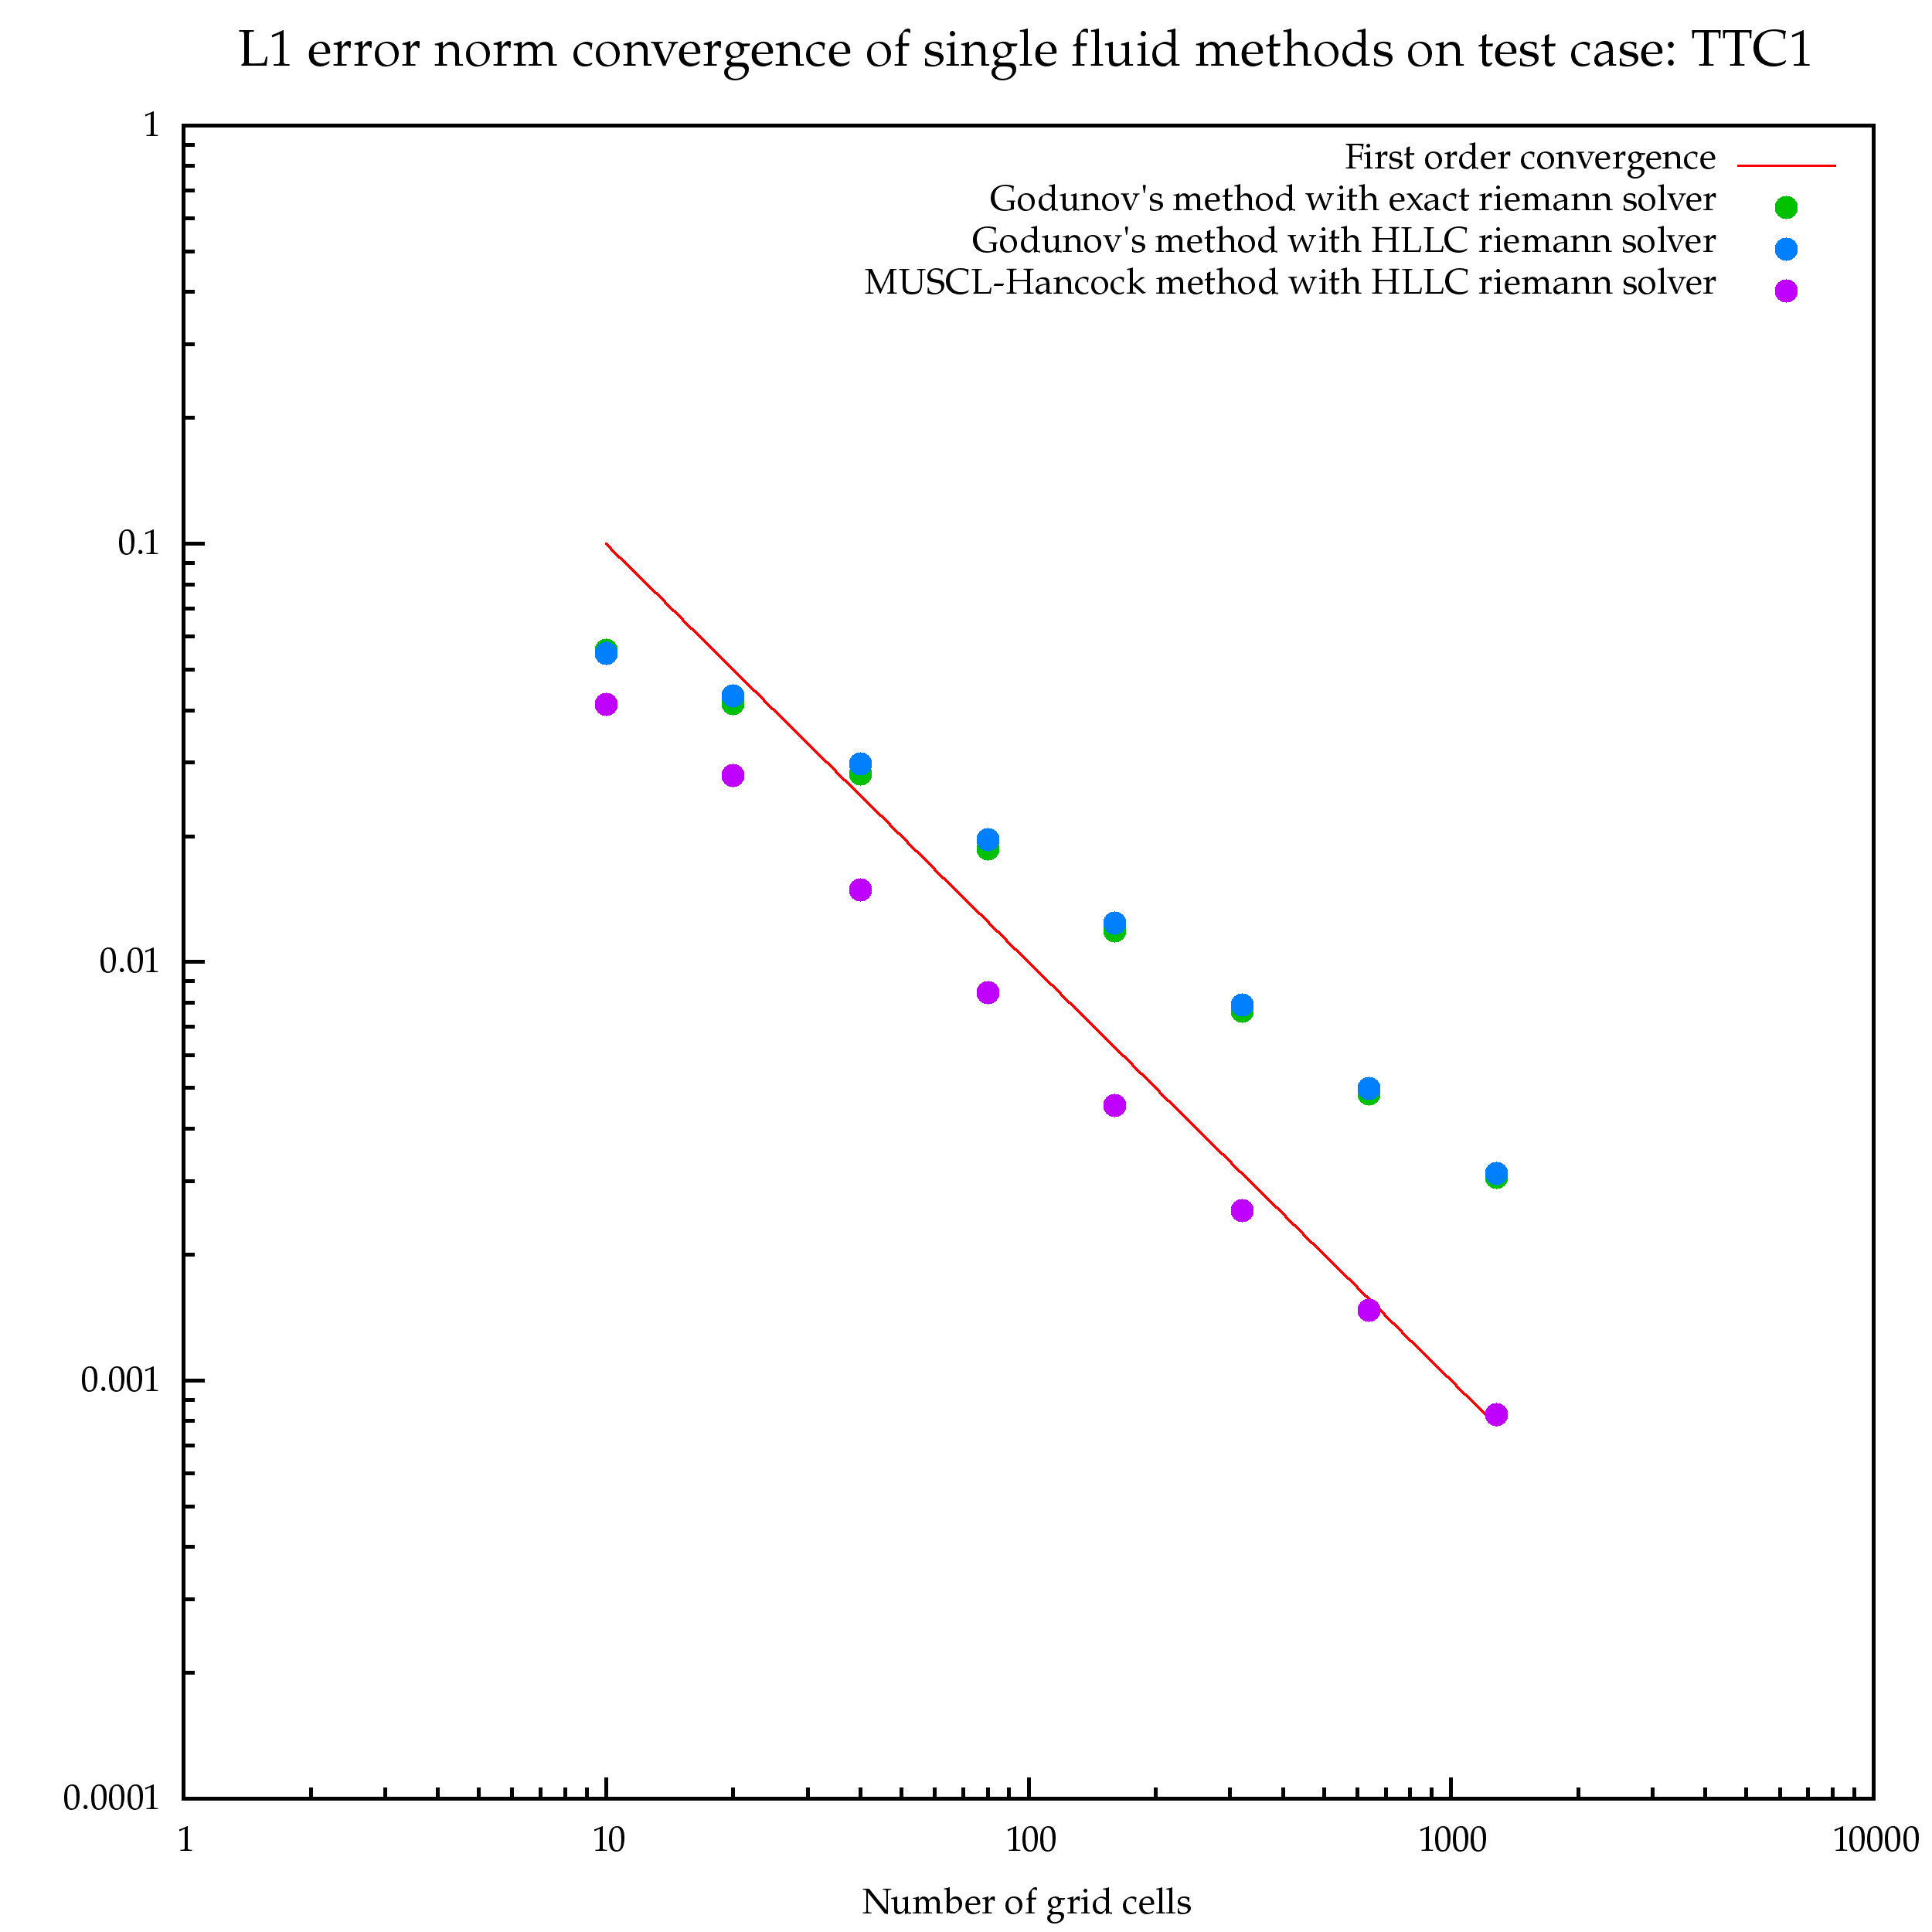 L1 error norm convergence of single fluid methods on test case: TTC1
1
First order convergence
Godunov's method with exact riemann solver
Godunov's method with HLLC riemann solver
MUSCL-Hancock method with HLLC riemann solver
0.1
0.01
0.001
0.0001
1 10 100 1000 10000
Number of grid cells